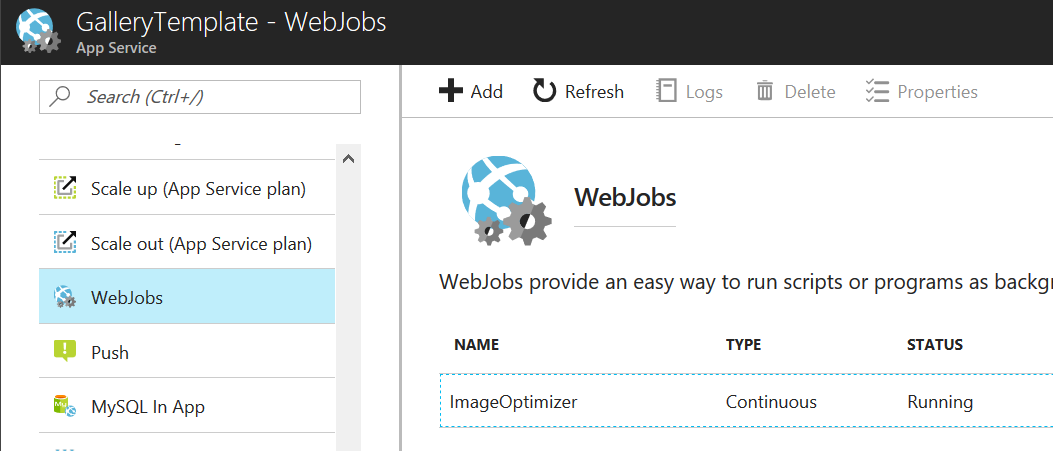 GalleryTemplate - WebJobs
App Service
Search (Ctrl+/)
Scale up (App Service plan)
Scale out (App Service plan)
WebJobs
Push
MySQL In App
Add Refresh Logs Delete Properties
WebJobs
WebJobs provide an easy way to run scripts or programs as backgr
NAME TYPE STATUS
ImageOptimizer Continuous Running